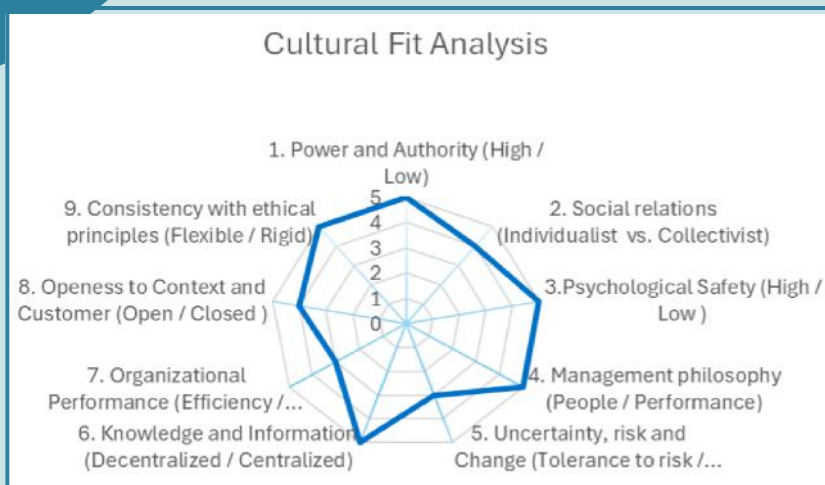 Cultural Fit Analysis
1. Power and Authority (High /
Low)
5
4
3
2
1
0
2. Social relations
(Individualist vs. Collectivist)
3.Psychological Safety (High /
Low )
4. Management philosophy
(People / Performance)
5. Uncertainty, risk and
Change (Tolerance to risk /...
6. Knowledge and Information
(Decentralized / Centralized)
7. Organizational
Performance (Efficiency /...
8. Openess to Context and
Customer (Open / Closed )
9. Consistency with ethical
principles (Flexible / Rigid)